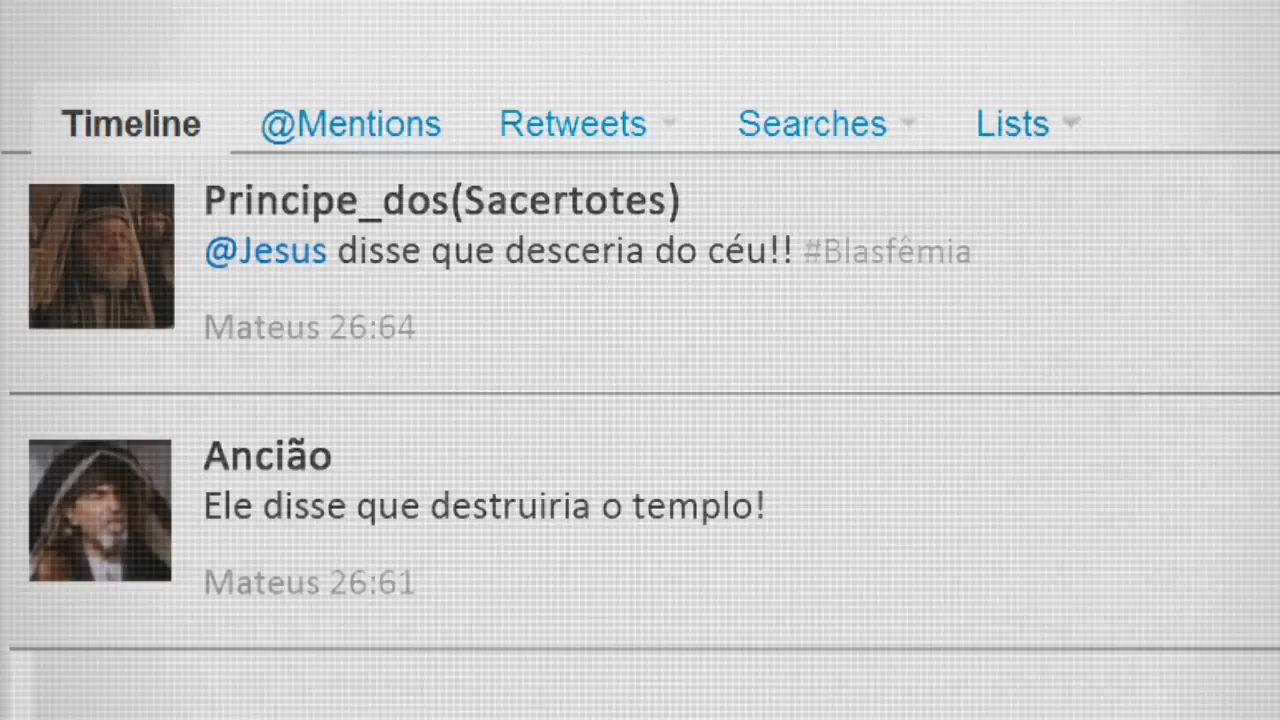 Timeline @Mentions Retweets Searches Lists
Principe_dos(Sacertotes)
@Jesus disse que desceria do céu!! #Blasfêmia
Mateus 26:64
Ancião
Ele disse que destruiria o templo!
Mateus 26:61